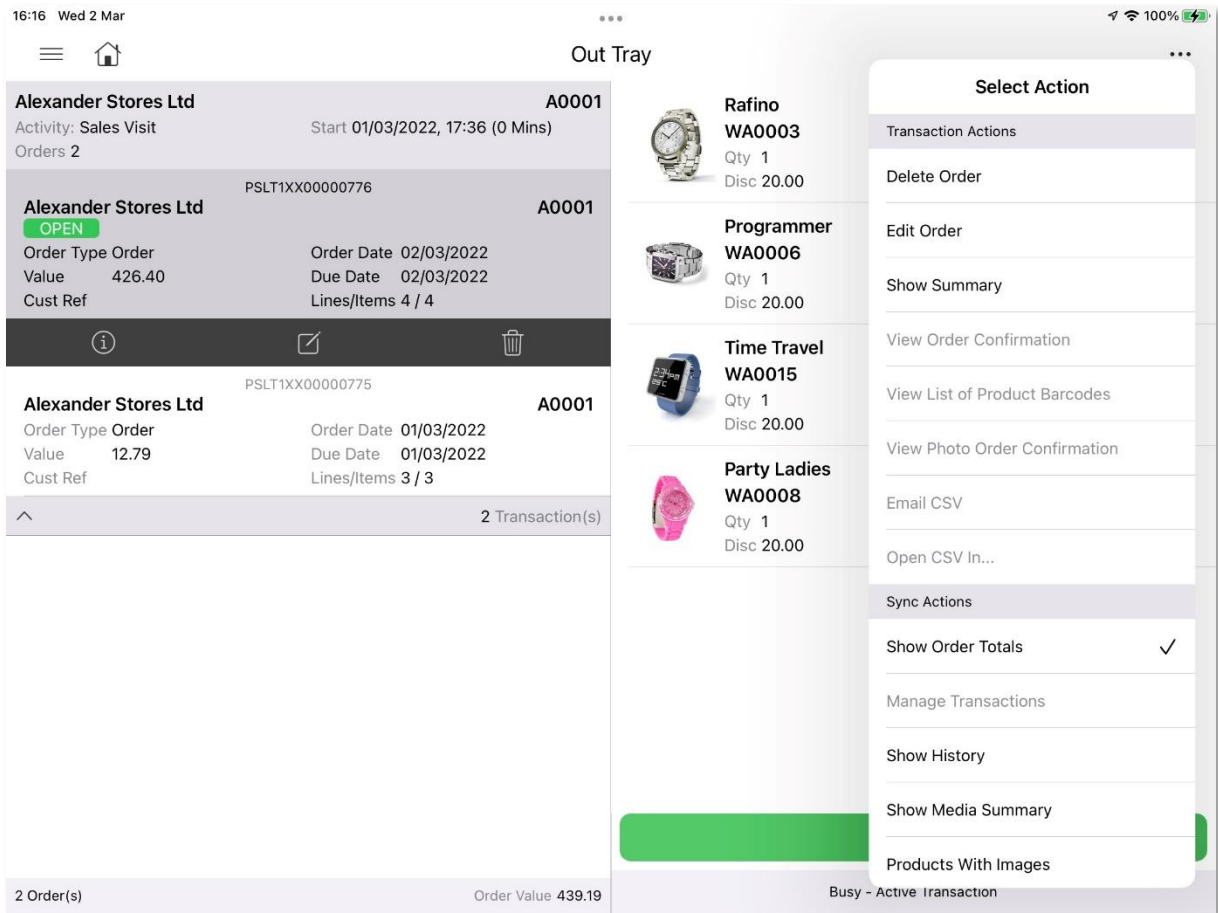 16:16 Wed 2 Mar
100%
Out Tray
Alexander Stores Ltd A0001
Activity: Sales Visit Start 01/03/2022, 17:36 (0 Mins)
Orders 2
PSLT1XX00000776
Alexander Stores Ltd A0001
OPEN
Order Type Order Order Date 02/03/2022
Value 426.40 Due Date 02/03/2022
Cust Ref Lines/Items 4 / 4
PSLT1XX00000775
Alexander Stores Ltd A0001
Order Type Order Order Date 01/03/2022
Value 12.79 Due Date 01/03/2022
Cust Ref Lines/Items 3 / 3
2 Transaction(s)
2 Order(s) Order Value 439.19
Rafino
WA0003
Qty 1
Disc 20.00
Programmer
WA0006
Qty 1
Disc 20.00
2:34PM
Time Travel
WA0015
Qty 1
Disc 20.00
Party Ladies
WA0008
Qty 1
Disc 20.00
Busy - Active Transaction
Select Action
Transaction Actions
Delete Order
Edit Order
Show Summary
View Order Confirmation
View List of Product Barcodes
View Photo Order Confirmation
Email CSV
Open CSV In...
Sync Actions
Show Order Totals
Manage Transactions
Show History
Show Media Summary
Products With Images